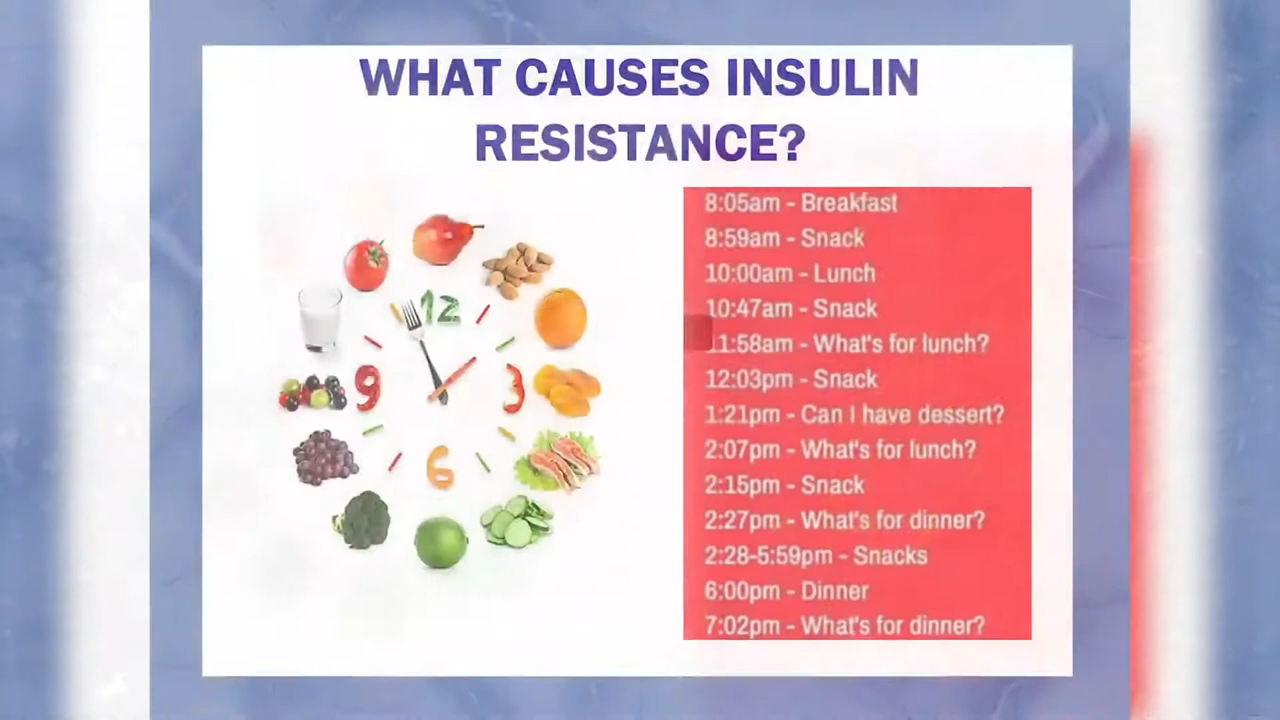 WHAT CAUSES INSULIN
RESISTANCE?
12
3
6
9
8:05am - Breakfast
8:59am - Snack
10:00am - Lunch
10:47am - Snack
11:58am - What's for lunch?
12:03pm - Snack
1:21pm - Can I have dessert?
2:07pm - What's for lunch?
2:15pm - Snack
2:27pm - What's for dinner?
2:28-5:59pm - Snacks
6:00pm - Dinner
7:02pm - What's for dinner?